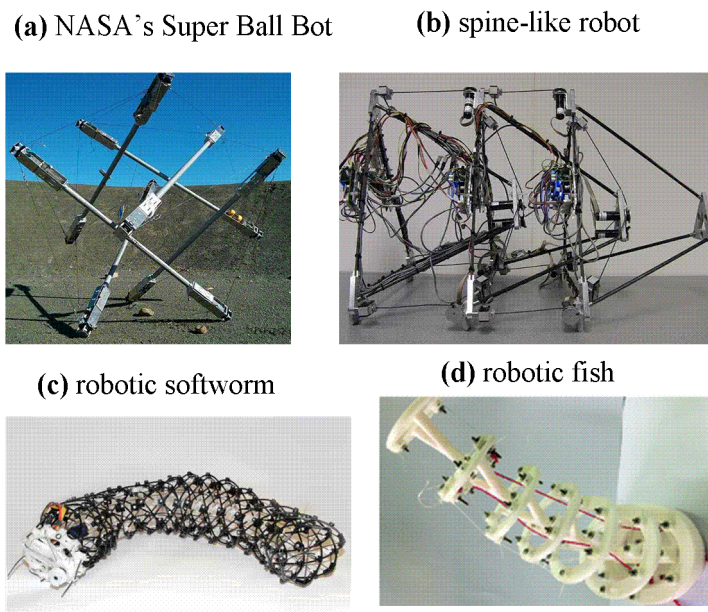 (a) NASA's Super Ball Bot
(b) spine-like robot
(c) robotic softworm
(d) robotic fish